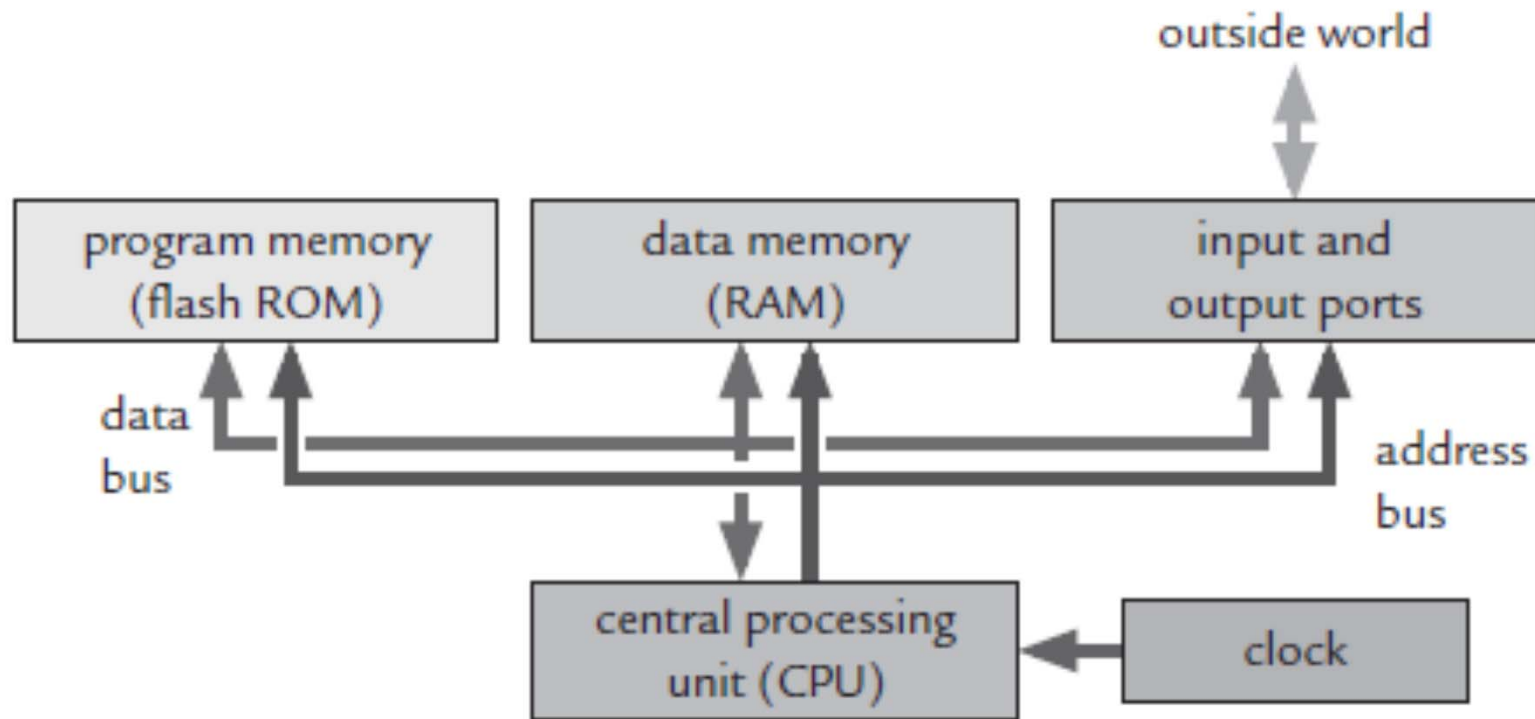 outside world
program memory
(flash ROM)
data memory
(RAM)
input and
output ports
data
bus
address
bus
central processing
unit (CPU)
clock